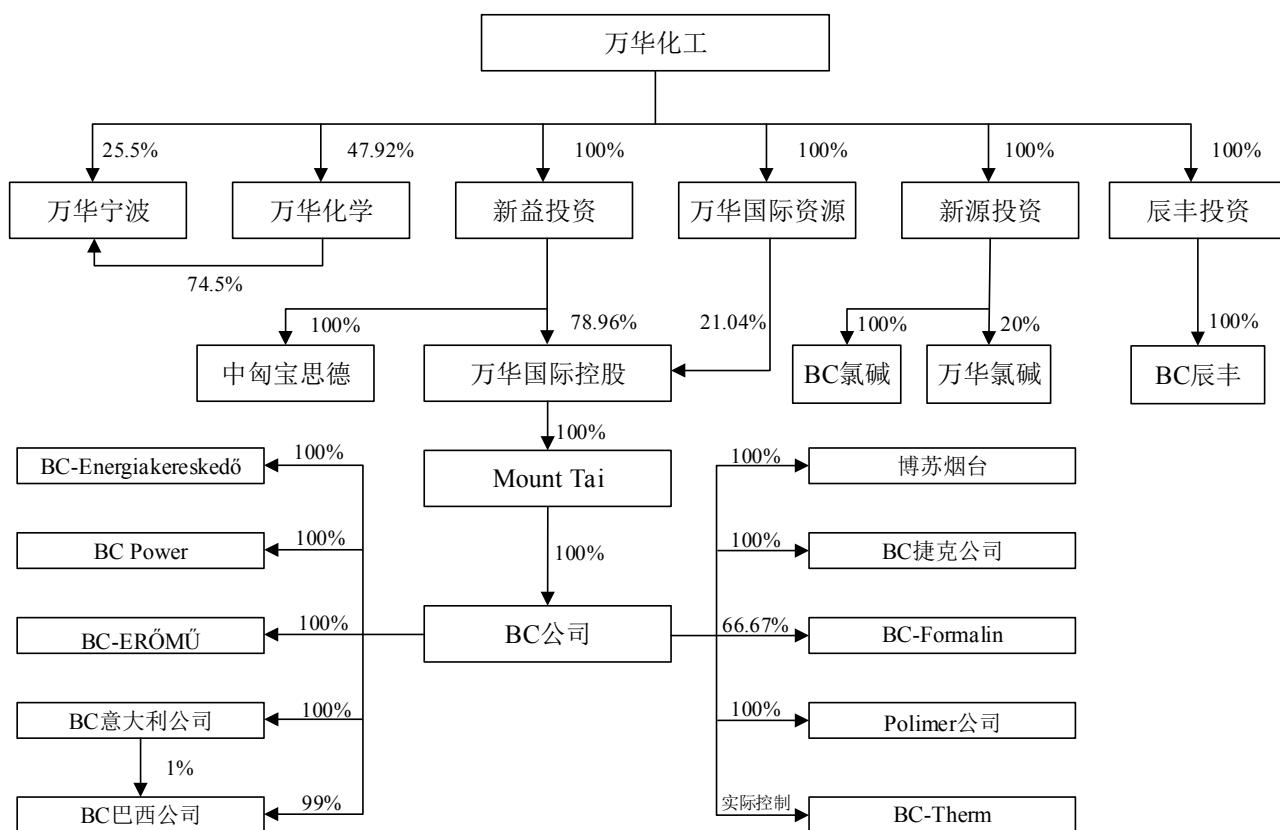 万华化工
25.5%
47.92%
100%
100%
100%
100%
万华宁波
万华化学
新益投资
万华国际资源
新源投资
辰丰投资
74.5%
100%
78.96%
21.04%
100%
20%
100%
中匈宝思德
万华国际控股
BC氯碱
万华氯碱
BC辰丰
100%
BC-Energiakereskedő
100%
Mount Tai
100%
博苏烟台
BC Power
100%
100%
100%
BC捷克公司
BC-ERŐMŰ
100%
BC公司
66.67%
BC-Formalin
BC意大利公司
100%
100%
Polimer公司
1%
BC巴西公司
99%
实际控制
BC-Therm